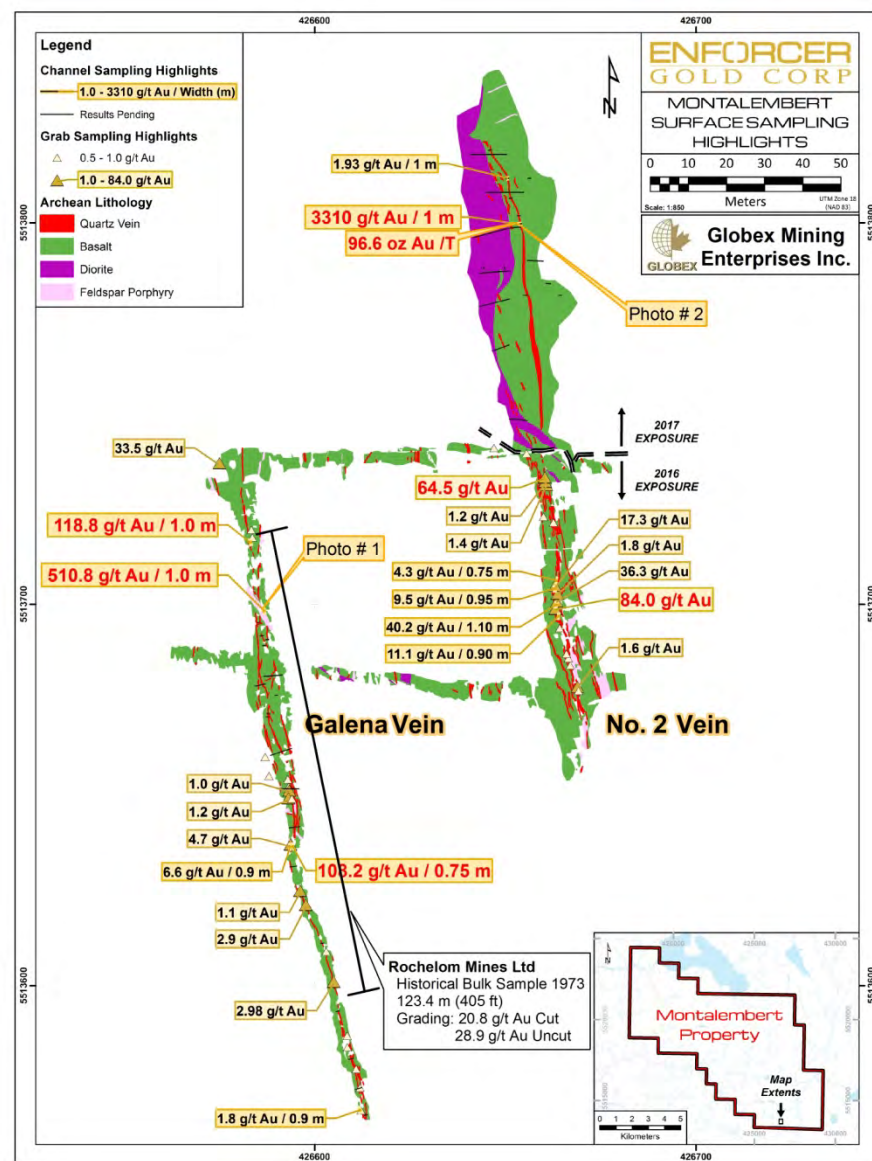 426600
426700
Legend
Channel Sampling Highlights
1.0 - 3310 g/t Au / Width (m)
Results Pending
Grab Sampling Highlights
0.5 - 1.0 g/t Au
1.0 - 84.0 g/t Au
Archean Lithology
Quartz Vein
Basalt
Diorite
Feldspar Porphyry
N
ENFORCER
GOLD CORP
MONTALEMBERT
SURFACE SAMPLING
HIGHLIGHTS
0 10 20 30 40 50
Meters
Scale: 1:850
UTM Zone 18
(NAD 83)
GLOBEX
Globex Mining
Enterprises Inc.
5513800
5513800
1.93 g/t Au / 1 m
3310 g/t Au / 1 m
96.6 oz Au /T
Photo # 2
2017
EXPOSURE
2016
EXPOSURE
33.5 g/t Au
64.5 g/t Au
1.2 g/t Au
1.4 g/t Au
118.8 g/t Au / 1.0 m
Photo # 1
510.8 g/t Au / 1.0 m
17.3 g/t Au
1.8 g/t Au
4.3 g/t Au / 0.75 m
36.3 g/t Au
9.5 g/t Au / 0.95 m
84.0 g/t Au
40.2 g/t Au / 1.10 m
11.1 g/t Au / 0.90 m
1.6 g/t Au
5513700
5513700
Galena Vein
No. 2 Vein
1.0 g/t Au
1.2 g/t Au
4.7 g/t Au
6.6 g/t Au / 0.9 m
108.2 g/t Au / 0.75 m
1.1 g/t Au
2.9 g/t Au
2.98 g/t Au
1.8 g/t Au / 0.9 m
Rochelom Mines Ltd
Historical Bulk Sample 1973
123.4 m (405 ft)
Grading: 20.8 g/t Au Cut
28.9 g/t Au Uncut
5513600
5513600
Montalembert
Property
Map
Extents
0 1 2 3 4 5
Kilometers
426600
426700